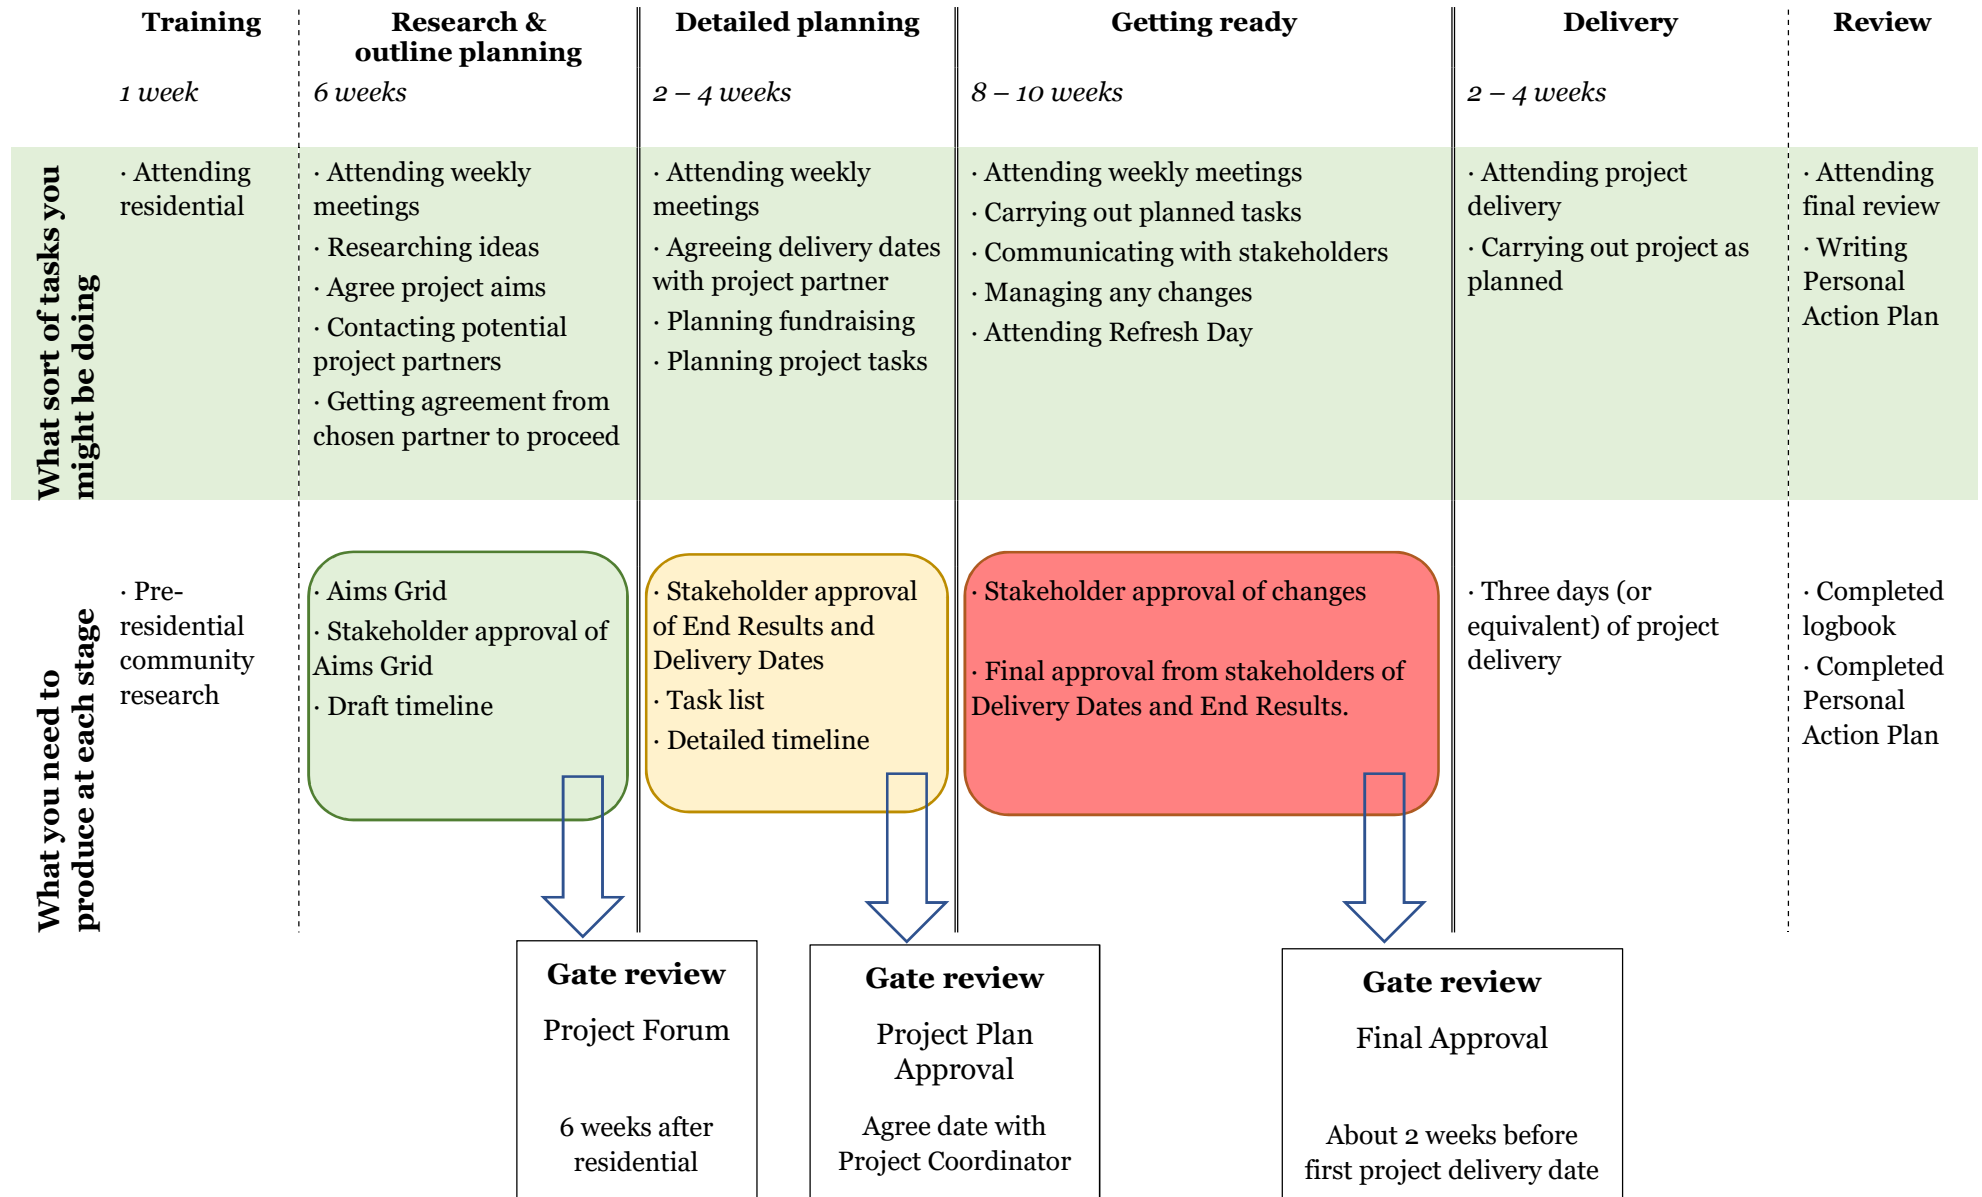 Training
Research &
outline planning
Detailed planning
Getting ready
Delivery
Review
1 week
6 weeks
2 – 4 weeks
8 – 10 weeks
2 – 4 weeks
What sort of tasks you
might be doing
· Attending
residential
· Attending weekly
meetings
· Researching ideas
· Agree project aims
· Contacting potential
project partners
· Getting agreement from
chosen partner to proceed
· Attending weekly
meetings
· Agreeing delivery dates
with project partner
· Planning fundraising
· Planning project tasks
· Attending weekly meetings
· Carrying out planned tasks
· Communicating with stakeholders
· Managing any changes
· Attending Refresh Day
· Attending project
delivery
· Carrying out project as
planned
· Attending
final review
· Writing
Personal
Action Plan
What you need to
produce at each stage
· Pre-
residential
community
research
· Aims Grid
· Stakeholder approval of
Aims Grid
· Draft timeline
· Stakeholder approval
of End Results and
Delivery Dates
· Task list
· Detailed timeline
· Stakeholder approval of changes
· Final approval from stakeholders of
Delivery Dates and End Results.
· Three days (or
equivalent) of project
delivery
· Completed
logbook
· Completed
Personal
Action Plan
Gate review
Project Forum
6 weeks after
residential
Gate review
Project Plan
Approval
Agree date with
Project Coordinator
Gate review
Final Approval
About 2 weeks before
first project delivery date